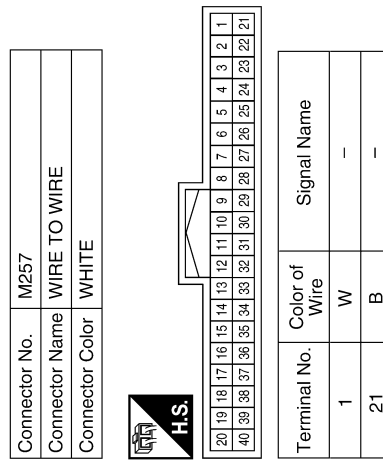 Connector No. M257
Connector Name WIRE TO WIRE
Connector Color WHITE
H.S.
20 19 18 17 16 15 14 13 12 11 10 9 8 7 6 5 4 3 2 1
40 39 38 37 36 35 34 33 32 31 30 29 28 27 26 25 24 23 22 21
Terminal No. Color of Wire Signal Name
1 W –
21 B –